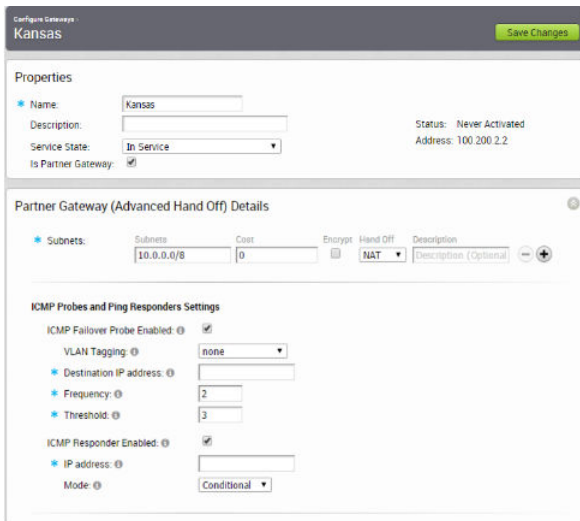 Configure Gateways ›
Kansas
Save Changes
Properties
* Name: Kansas
Description:
Status: Never Activated
Service State: In Service
Address: 100.200.2.2
Is Partner Gateway:
Partner Gateway (Advanced Hand Off) Details
* Subnets: Subnets Cost Encrypt Hand Off Description
10.0.0.0/8 0 NAT Description (Optional
ICMP Probes and Ping Responders Settings
ICMP Failover Probe Enabled:
VLAN Tagging: none
* Destination IP address:
* Frequency: 2
* Threshold: 3
ICMP Responder Enabled:
* IP address:
Mode: Conditional